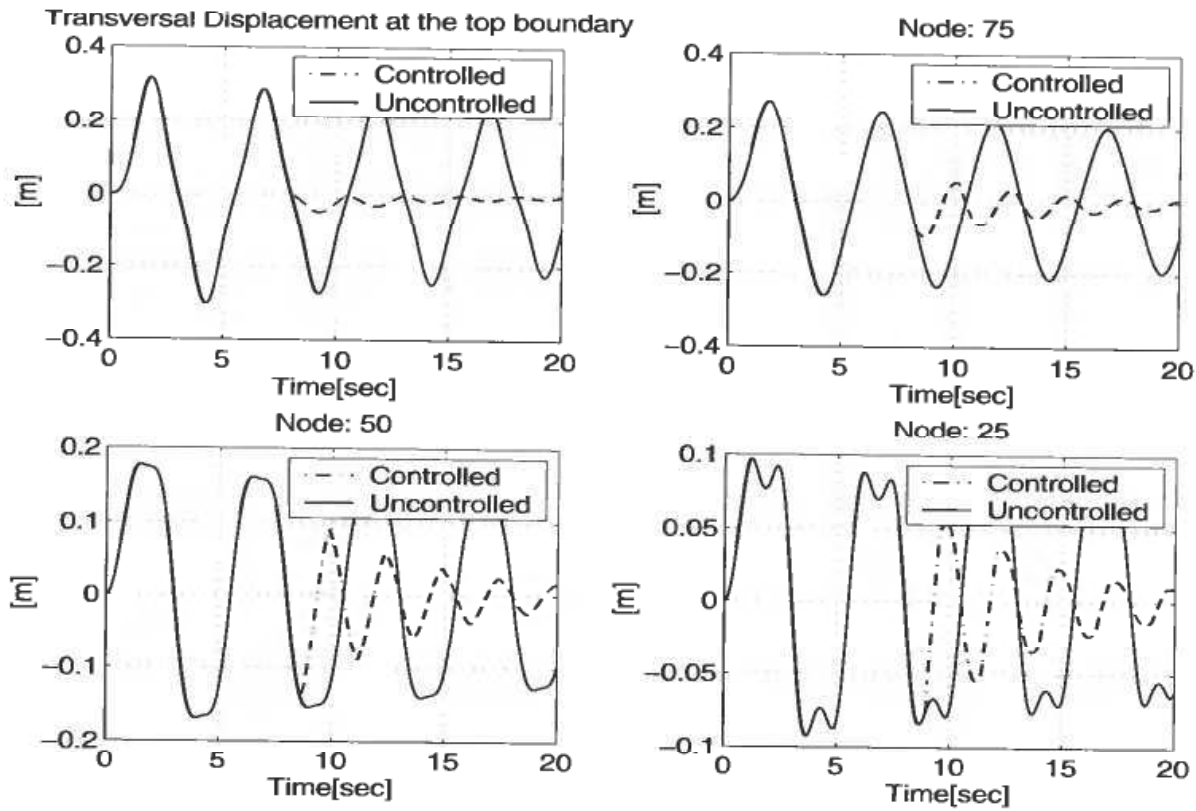 Transversal Displacement at the top boundary
0.4
0.2
0
−0.2
−0.4
[m]
Controlled
Uncontrolled
0
5
10
15
20
Time[sec]
Node: 75
0.4
0.2
0
−0.2
−0.4
[m]
Controlled
Uncontrolled
0
5
10
15
20
Time[sec]
Node: 50
0.2
0.1
0
−0.1
−0.2
[m]
Controlled
Uncontrolled
0
5
10
15
20
Time[sec]
Node: 25
0.1
0.05
0
−0.05
−0.1
[m]
Controlled
Uncontrolled
0
5
10
15
20
Time[sec]